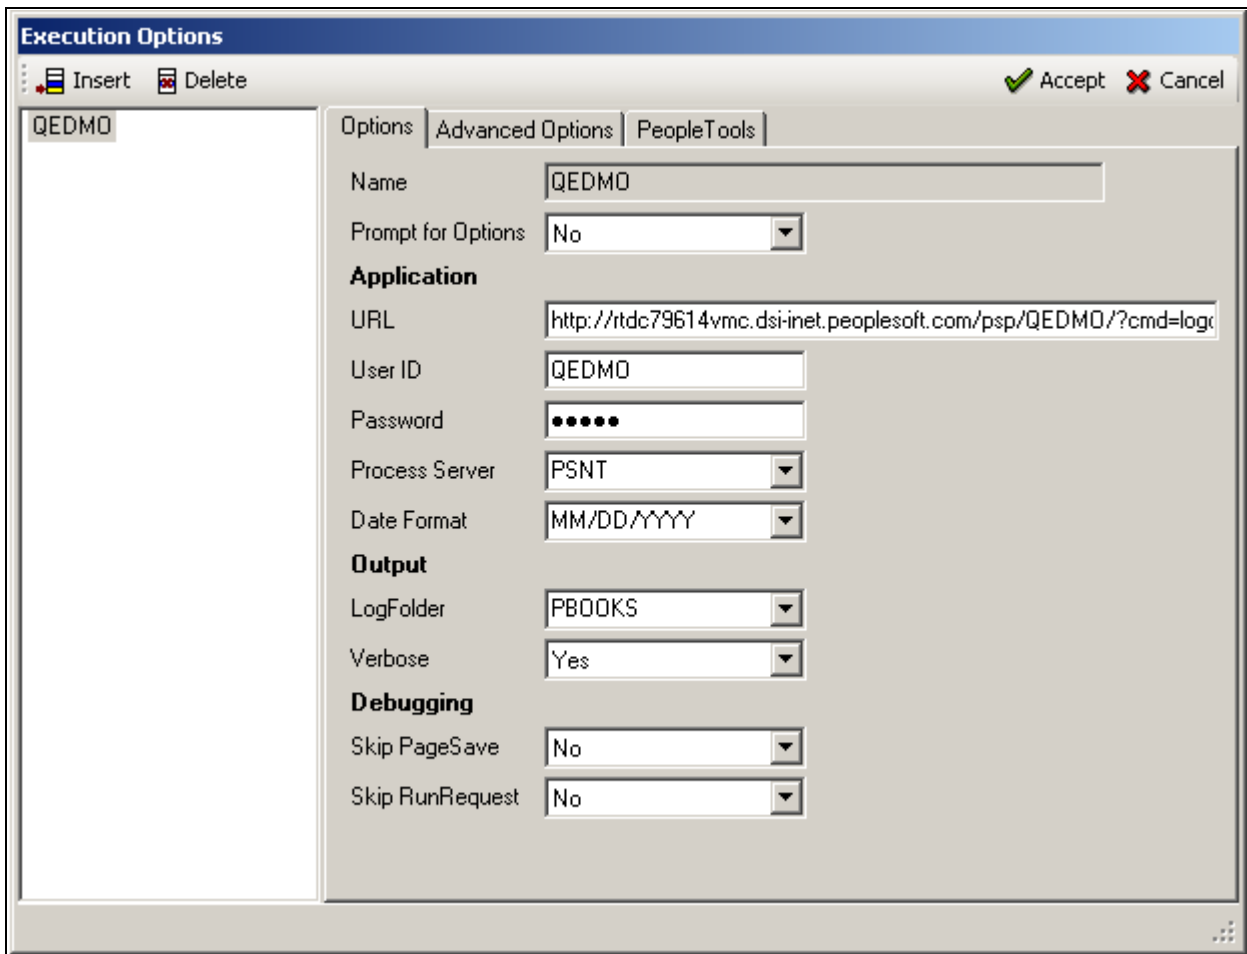 Execution Options
Insert Delete Accept Cancel
QEDMO
Options Advanced Options PeopleTools
Name QEDMO
Prompt for Options No
Application
URL http://rtdc79614vmc.dsi-inet.peoplesoft.com/psp/QEDMO/?cmd=logo
User ID QEDMO
Password •••••
Process Server PSNT
Date Format MM/DD/YYYY
Output
LogFolder PBOOKS
Verbose Yes
Debugging
Skip PageSave No
Skip RunRequest No